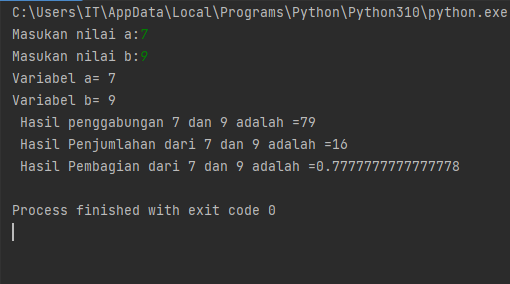 C:\Users\IT\AppData\Local\Programs\Python\Python310\python.exe
Masukan nilai a:7
Masukan nilai b:9
Variabel a= 7
Variabel b= 9
Hasil penggabungan 7 dan 9 adalah =79
Hasil Penjumlahan dari 7 dan 9 adalah =16
Hasil Pembagian dari 7 dan 9 adalah =0.7777777777777778
Process finished with exit code 0